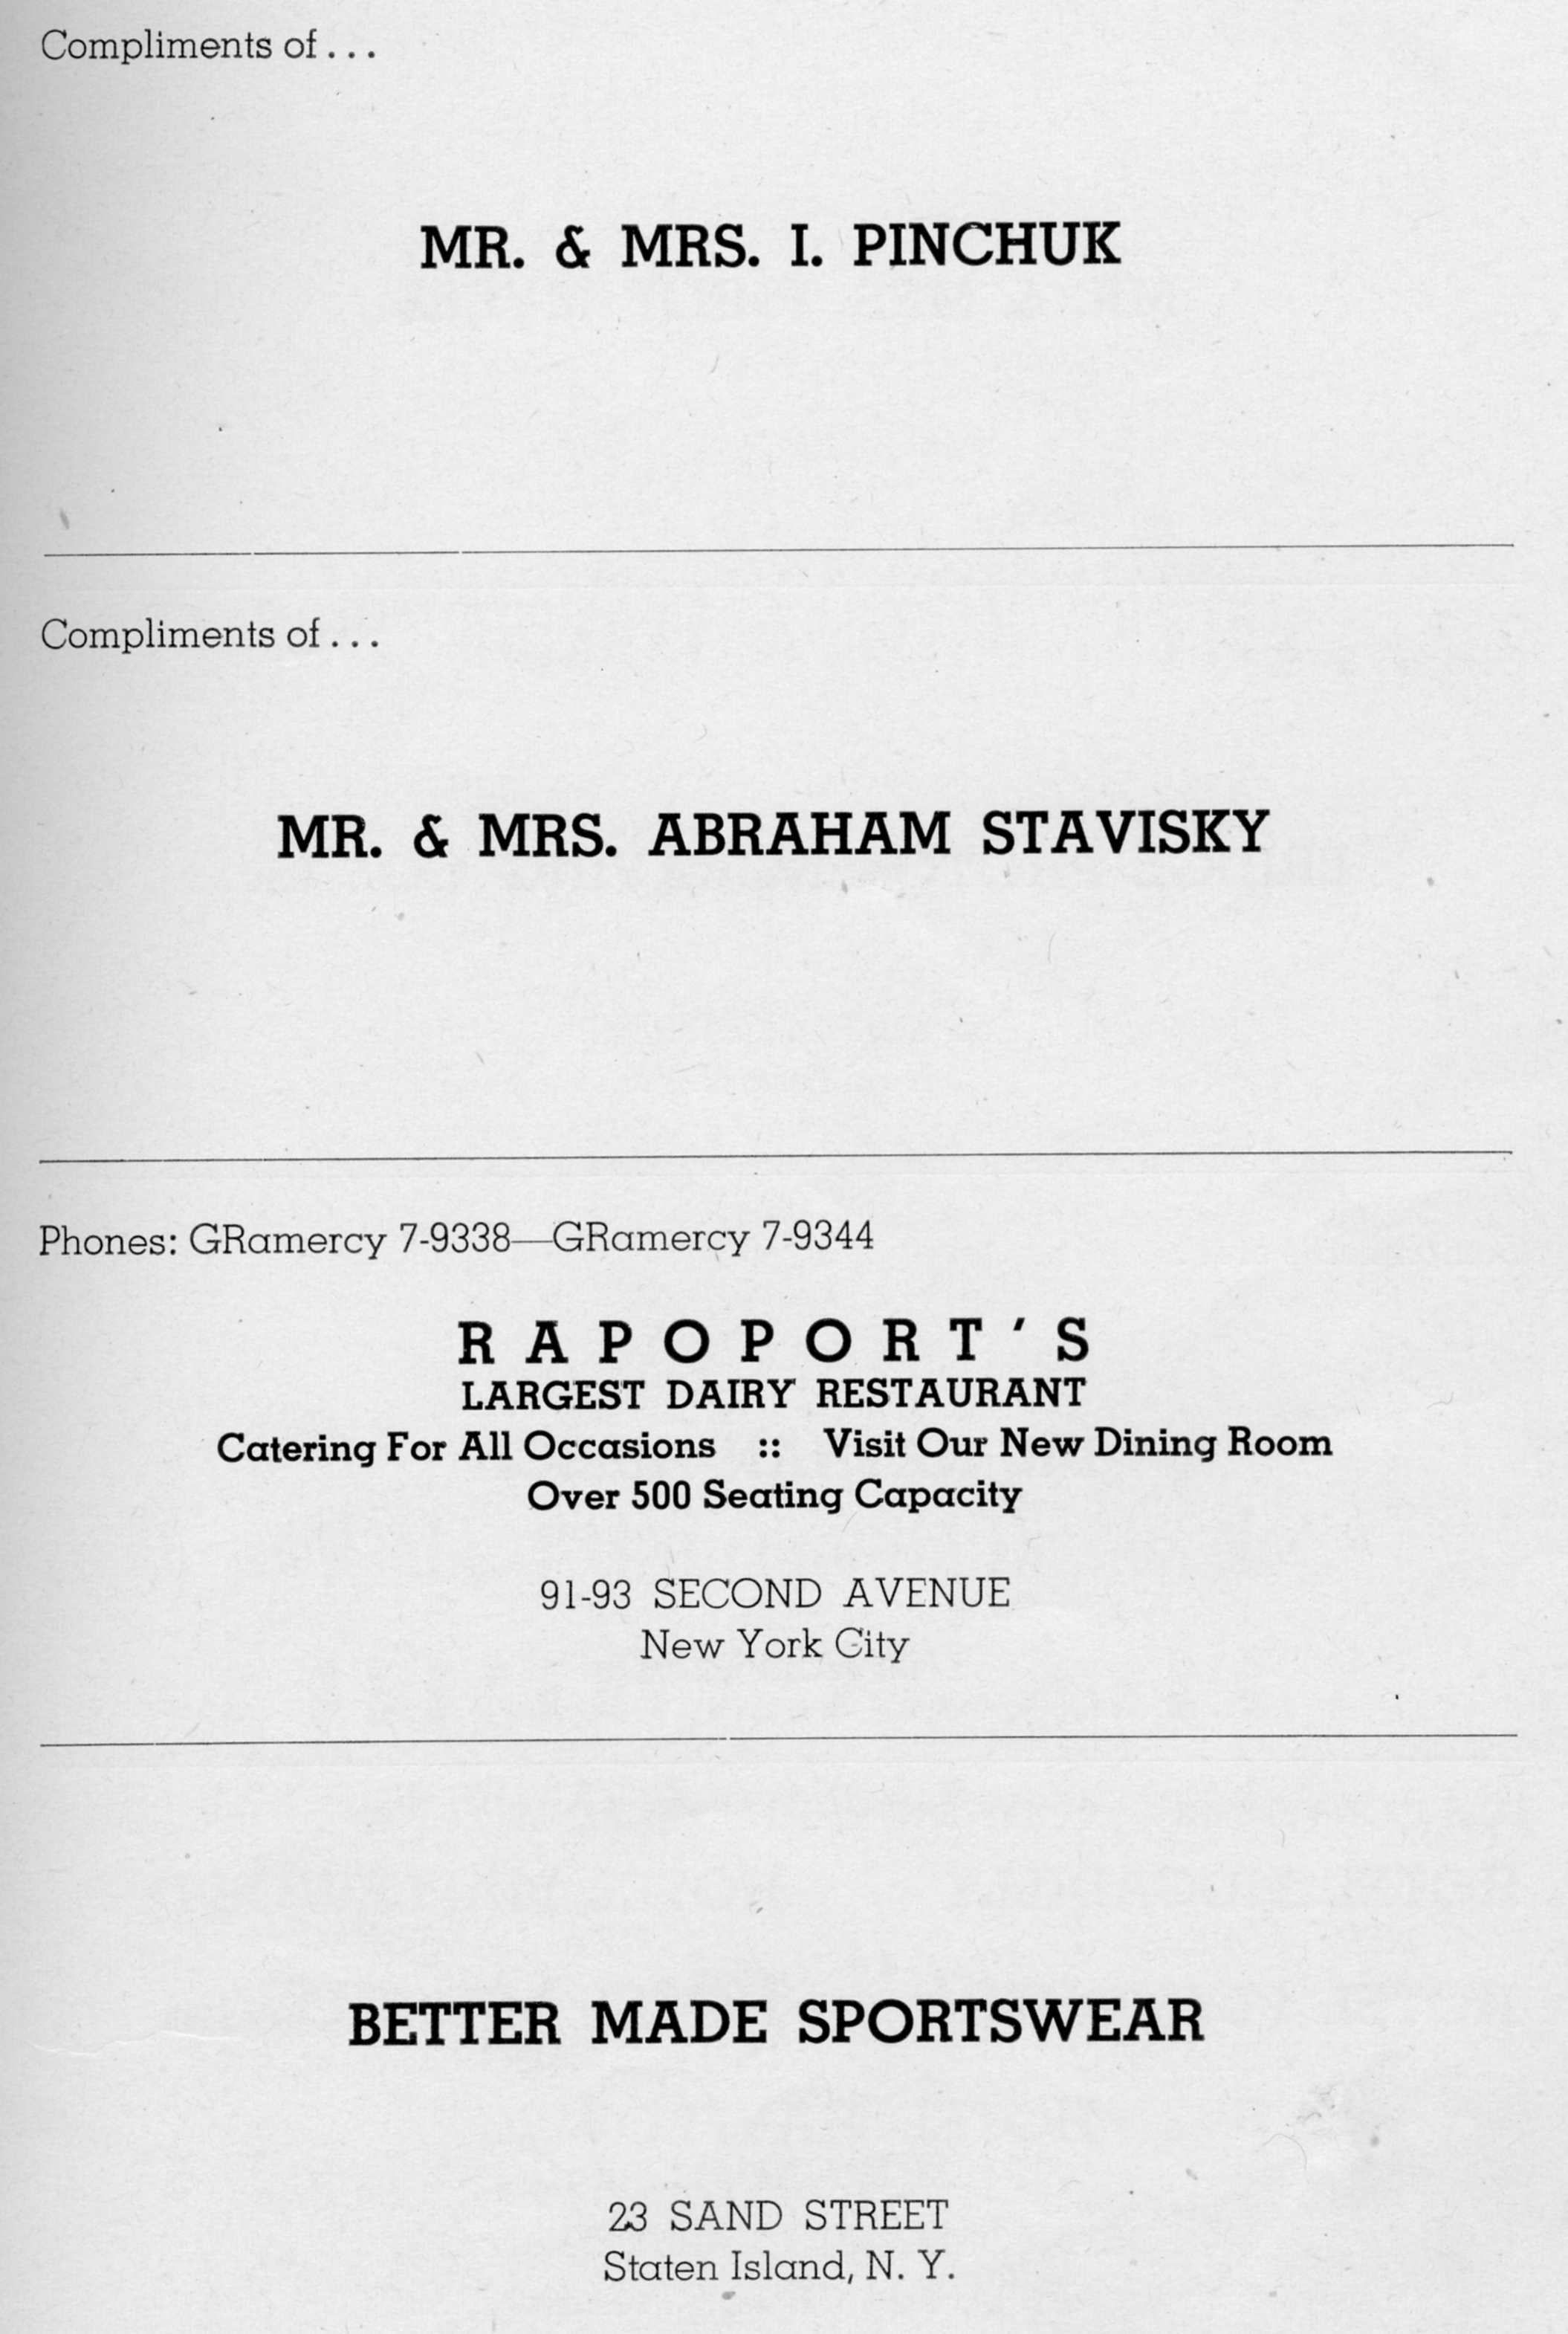 Compliments of . . .
MR. & MRS. I. PINCHUK
Compliments of . . .
MR. & MRS. ABRAHAM STAVISKY
Phones: GRamercy 7-9338—GRamercy 7-9344
RAPOPORT'S
LARGEST DAIRY RESTAURANT
Catering For All Occasions :: Visit Our New Dining Room
Over 500 Seating Capacity
91-93 SECOND AVENUE
New York City
BETTER MADE SPORTSWEAR
23 SAND STREET
Staten Island, N. Y.